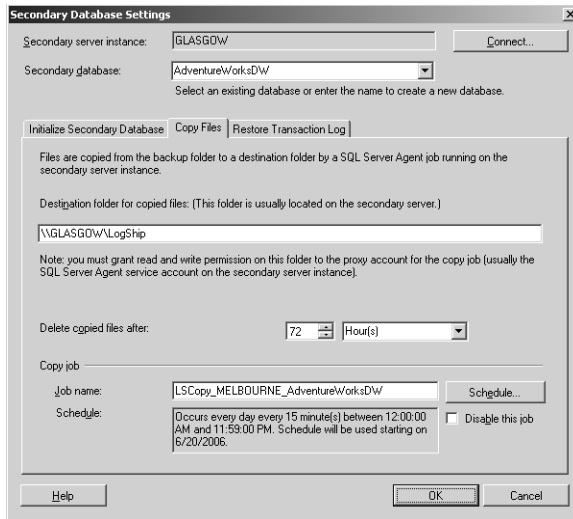 Secondary Database Settings
Secondary server instance:
GLASGOW
Connect...
Secondary database:
AdventureWorksDW
Select an existing database or enter the name to create a new database.
Initialize Secondary Database
Copy Files
Restore Transaction Log
Files are copied from the backup folder to a destination folder by a SQL Server Agent job running on the
secondary server instance.
Destination folder for copied files: (This folder is usually located on the secondary server.)
\\GLASGOW\LogShip
Note: you must grant read and write permission on this folder to the proxy account for the copy job (usually the
SQL Server Agent service account on the secondary server instance).
Delete copied files after:
72
Hour(s)
Copy job
Job name:
LSCopy_MELBOURNE_AdventureWorksDW
Schedule...
Schedule:
Occurs every day every 15 minute(s) between 12:00:00
AM and 11:59:00 PM. Schedule will be used starting on
6/20/2006.
Disable this job
Help
OK
Cancel